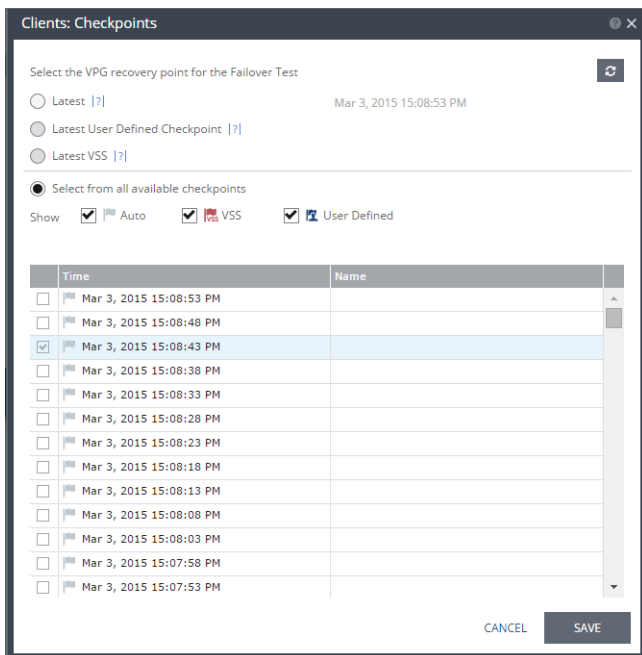 Clients: Checkpoints
Select the VPG recovery point for the Failover Test
Latest |?| Mar 3, 2015 15:08:53 PM
Latest User Defined Checkpoint |?|
Latest VSS |?|
Select from all available checkpoints
Show Auto VSS VSS User Defined
Time Name
Mar 3, 2015 15:08:53 PM
Mar 3, 2015 15:08:48 PM
Mar 3, 2015 15:08:43 PM
Mar 3, 2015 15:08:38 PM
Mar 3, 2015 15:08:33 PM
Mar 3, 2015 15:08:28 PM
Mar 3, 2015 15:08:23 PM
Mar 3, 2015 15:08:18 PM
Mar 3, 2015 15:08:13 PM
Mar 3, 2015 15:08:08 PM
Mar 3, 2015 15:08:03 PM
Mar 3, 2015 15:07:58 PM
Mar 3, 2015 15:07:53 PM
CANCEL SAVE